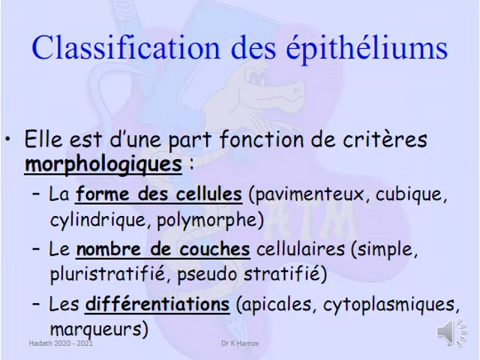 Classification des épithéliums
• Elle est d'une part fonction de critères
morphologiques :
– La forme des cellules (pavimenteux, cubique,
cylindrique, polymorphe)
– Le nombre de couches cellulaires (simple,
pluristratifié, pseudo stratifié)
– Les différentiations (apicales, cytoplasmiques,
marqueurs)
Hadath 2020 - 2021 Dr K Hamze